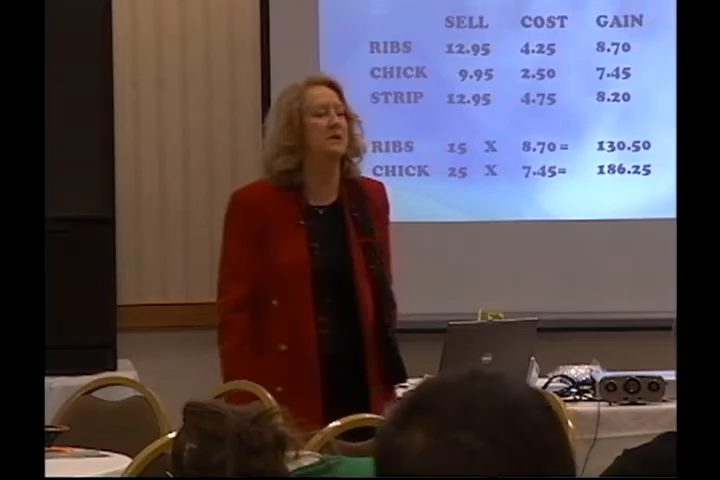 SELL COST GAIN
RIBS 12.95 4.25 8.70
CHICK 9.95 2.50 7.45
STRIP 12.95 4.75 8.20
RIBS 15 X 8.70= 130.50
CHICK 25 X 7.45= 186.25